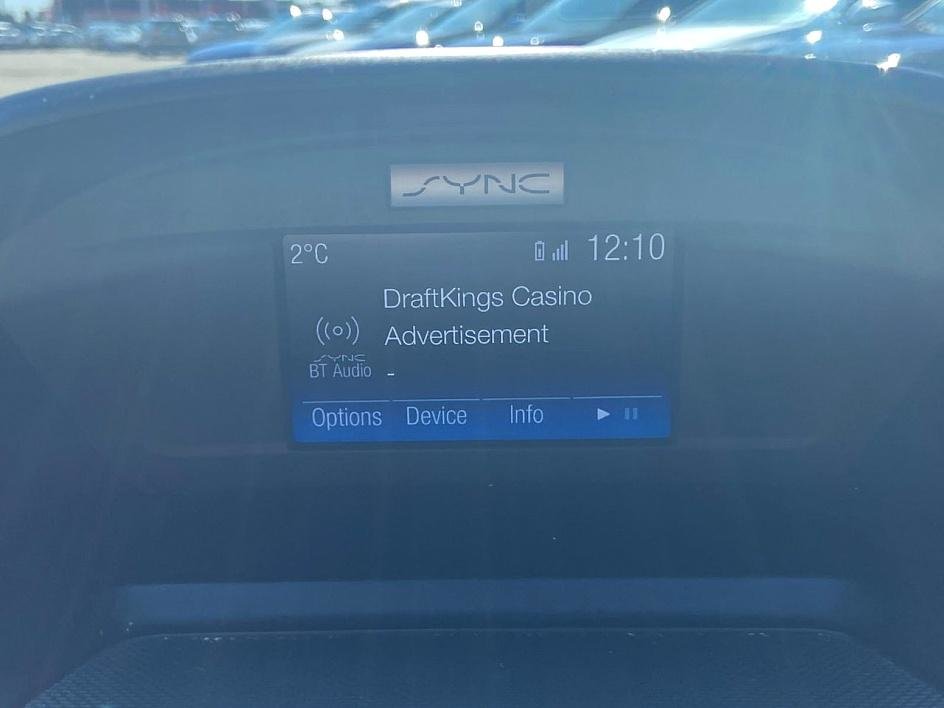 SYNC
2°C 12:10
DraftKings Casino
Advertisement
SYNC
BT Audio -
Options Device Info